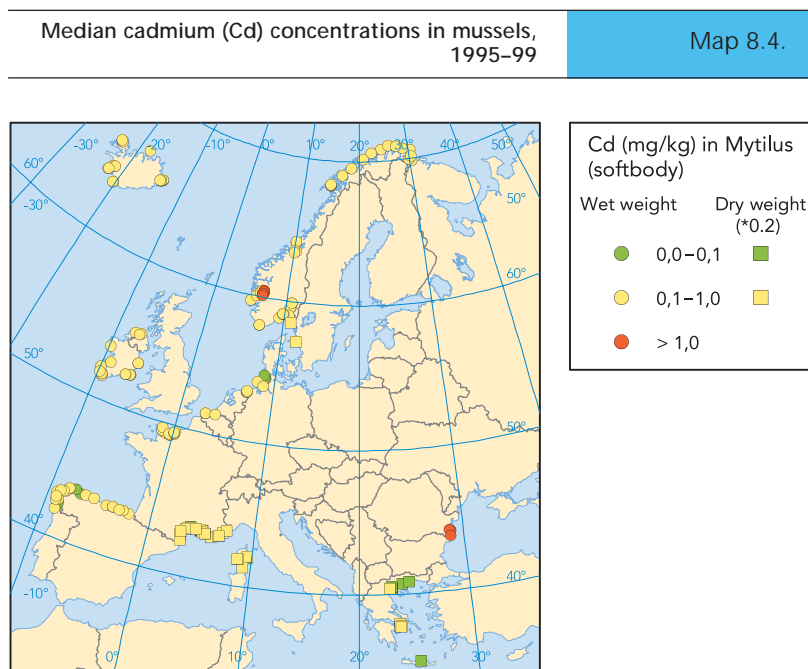 Median cadmium (Cd) concentrations in mussels,
1995–99
Map 8.4.
-30° -20° -10° 0° 10° 20° 30° 40°
60°
-30°
50°
40°
-10°
50°
60°
50°
40°
0° 10° 20° 30°
Cd (mg/kg) in Mytilus
(softbody)
Wet weight Dry weight
(*0.2)
0,0–0,1
0,1–1,0
> 1,0